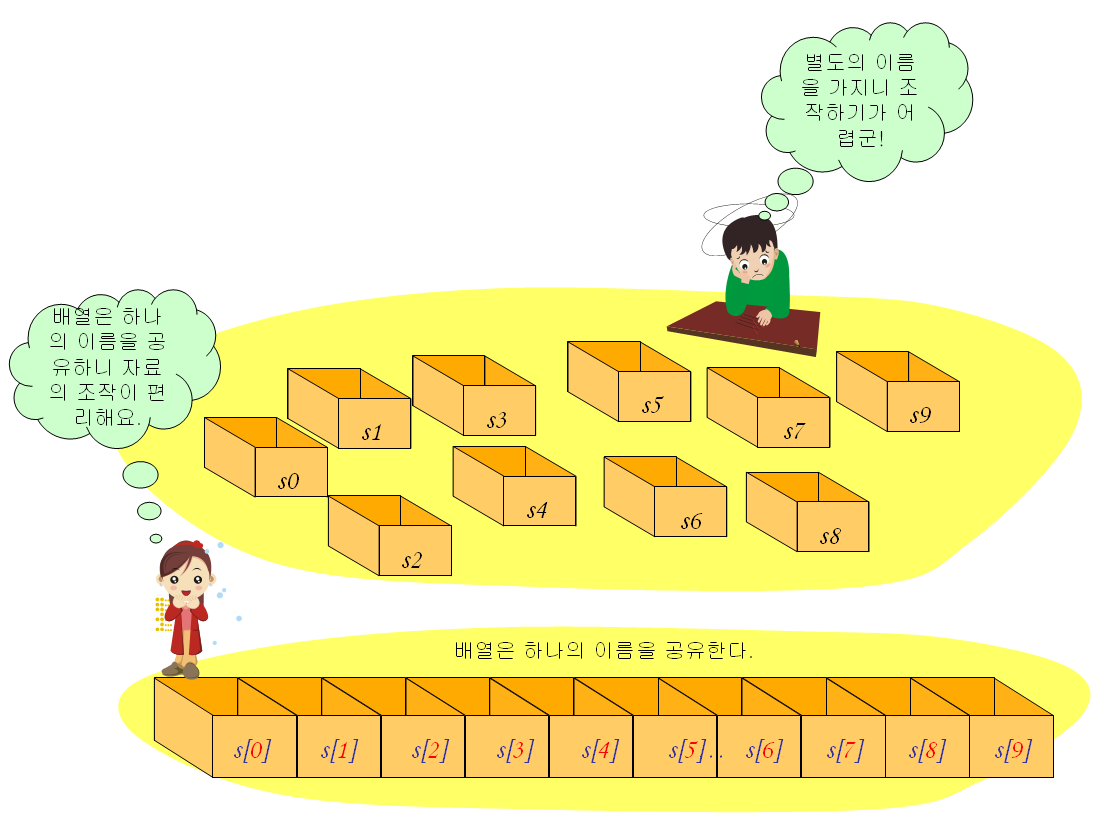 별도의 이름
을 가지니 조
작하기가 어
렵군!
배열은 하나
의 이름을 공
유하니 자료
의 조작이 편
리해요.
s0
s1
s2
s3
s4
s5
s6
s7
s8
s9
배열은 하나의 이름을 공유한다.
s[0] s[1] s[2] s[3] s[4] s[5]... s[6] s[7] s[8] s[9]